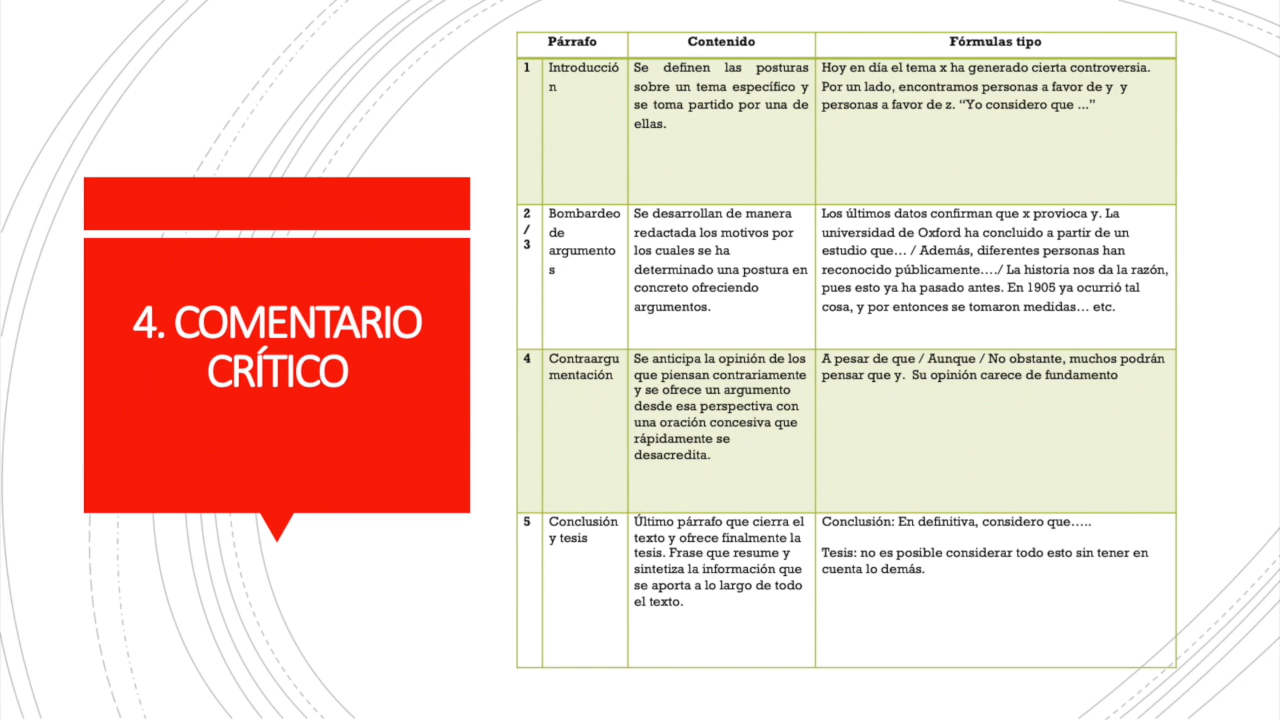 4. COMENTARIO
CRÍTICO
Párrafo Contenido Fórmulas tipo
1 Introducció
n
Se definen las posturas
sobre un tema específico y
se toma partido por una de
ellas.
Hoy en día el tema x ha generado cierta controversia.
Por un lado, encontramos personas a favor de y y
personas a favor de z. “Yo considero que ...”
2
/
3
Bombardeo
de
argumento
s
Se desarrollan de manera
redactada los motivos por
los cuales se ha
determinado una postura en
concreto ofreciendo
argumentos.
Los últimos datos confirman que x provioca y. La
universidad de Oxford ha concluido a partir de un
estudio que… / Además, diferentes personas han
reconocido públicamente…./ La historia nos da la razón,
pues esto ya ha pasado antes. En 1905 ya ocurrió tal
cosa, y por entonces se tomaron medidas… etc.
4 Contraargu
mentación
Se anticipa la opinión de los
que piensan contrariamente
y se ofrece un argumento
desde esa perspectiva con
una oración concesiva que
rápidamente se
desacredita.
A pesar de que / Aunque / No obstante, muchos podrán
pensar que y. Su opinión carece de fundamento
5 Conclusión
y tesis
Último párrafo que cierra el
texto y ofrece finalmente la
tesis. Frase que resume y
sintetiza la información que
se aporta a lo largo de todo
el texto.
Conclusión: En definitiva, considero que…..
Tesis: no es posible considerar todo esto sin tener en
cuenta lo demás.